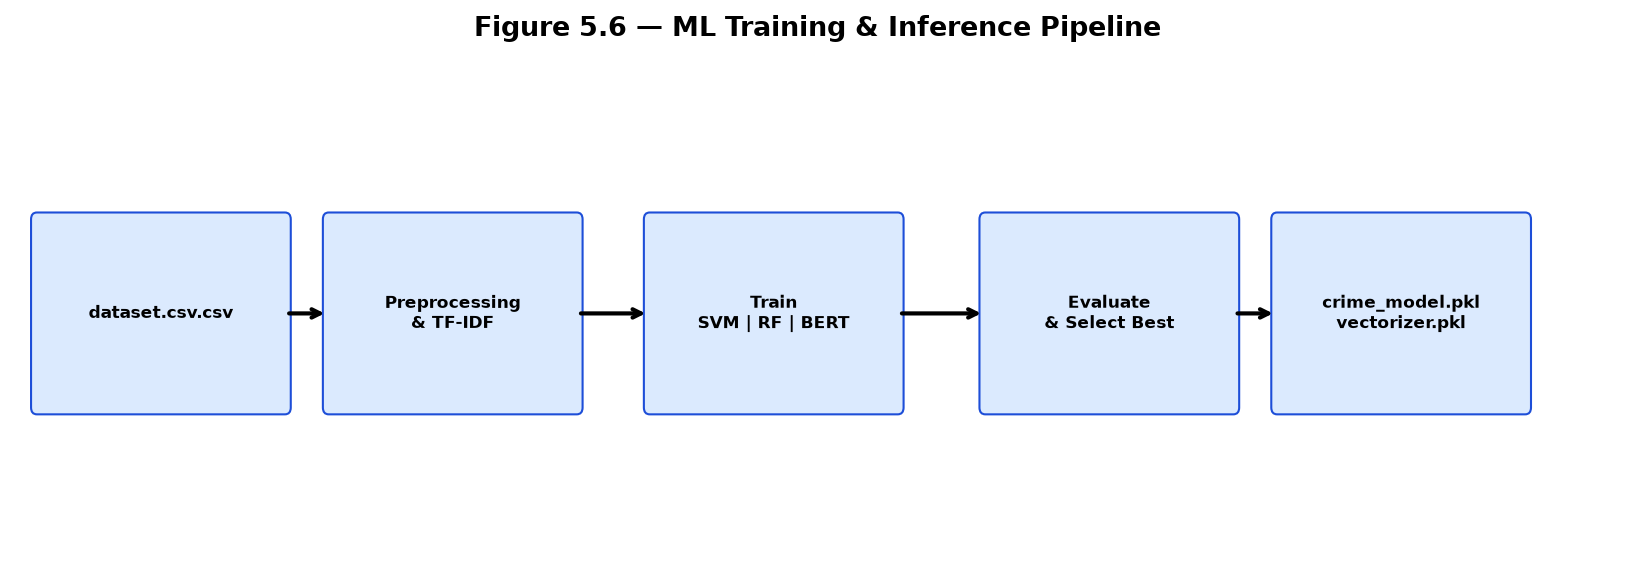 Figure 5.6 — ML Training & Inference Pipeline
dataset.csv.csv
Preprocessing
& TF-IDF
Train
SVM | RF | BERT
Evaluate
& Select Best
crime_model.pkl
vectorizer.pkl